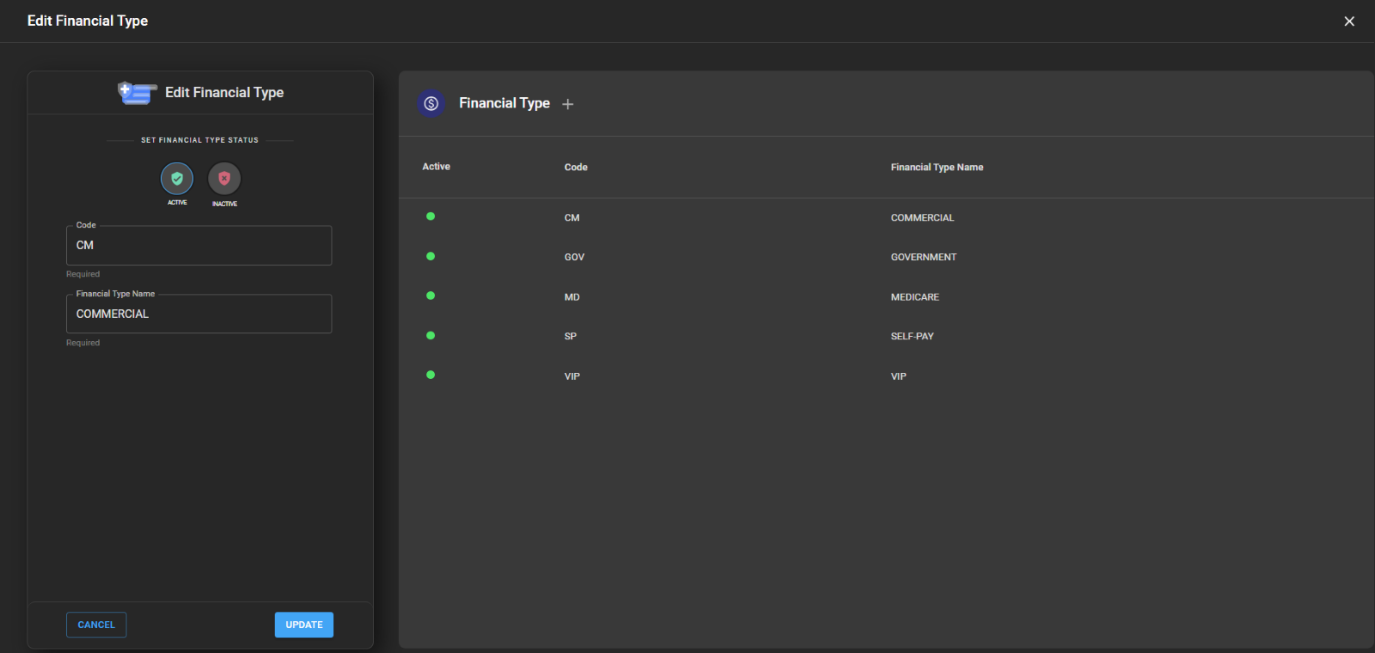 Edit Financial Type
Edit Financial Type
SET FINANCIAL TYPE STATUS
ACTIVE INACTIVE
Code
CM
Required
Financial Type Name
COMMERCIAL
Required
CANCEL UPDATE
Financial Type +
Active Code Financial Type Name
CM COMMERCIAL
GOV GOVERNMENT
MD MEDICARE
SP SELF-PAY
VIP VIP